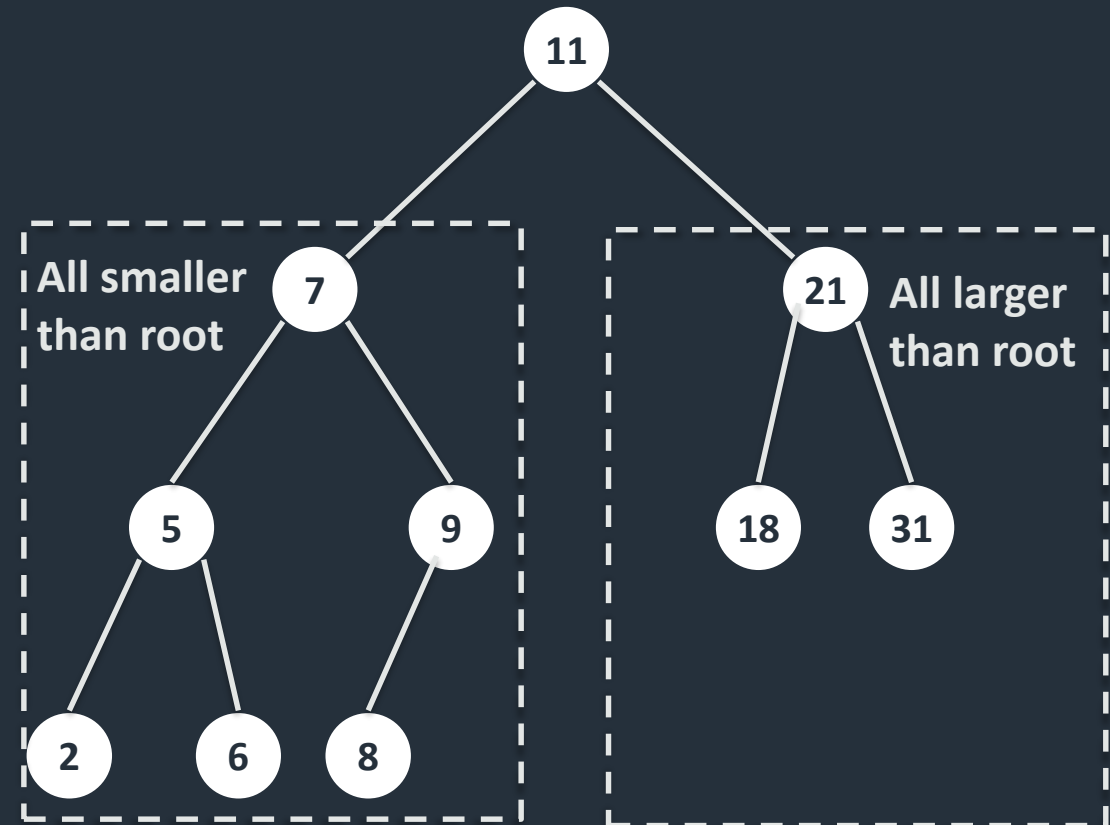 11
7
21
All smaller
than root
All larger
than root
5
9
18
31
2
6
8